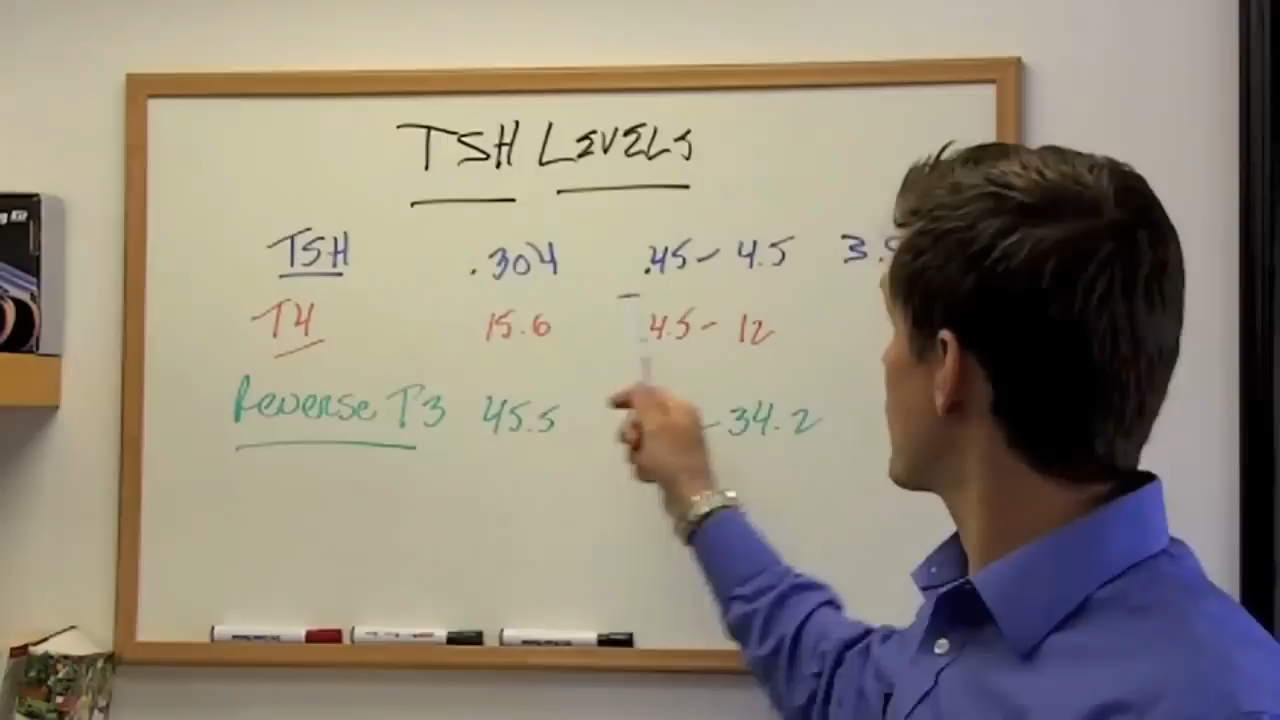 TSH LEVELS
TSH .304 .45 - 4.5
T4 15.6 4.5 - 12
Reverse T3 45.5 - 34.2